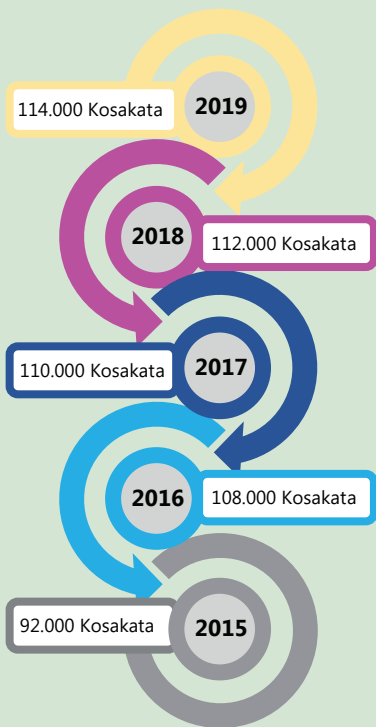 114.000 Kosakata
2019
2018
112.000 Kosakata
110.000 Kosakata
2017
2016
108.000 Kosakata
92.000 Kosakata
2015